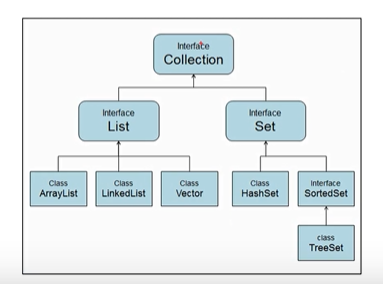 Interface
Collection
Interface
List
Interface
Set
Class
ArrayList
Class
LinkedList
Class
Vector
Class
HashSet
Interface
SortedSet
class
TreeSet